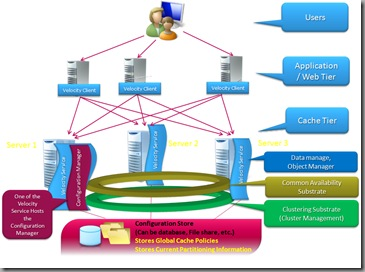 Users
Application
/ Web Tier
Velocity Client
Velocity Client
Velocity Client
Cache Tier
Server 1
Server 2
Server 3
Velocity Service
Configuration Manager
Velocity Service
Velocity Service
Data manage,
Object Manager
Common Availability
Substrate
Clustering Substrate
(Cluster Management)
One of the
Velocity
Service Hosts
the
Configuration
Manager
Configuration Store
(Can be database, File share, etc.)
Stores Global Cache Policies
Stores Current Partitioning Information